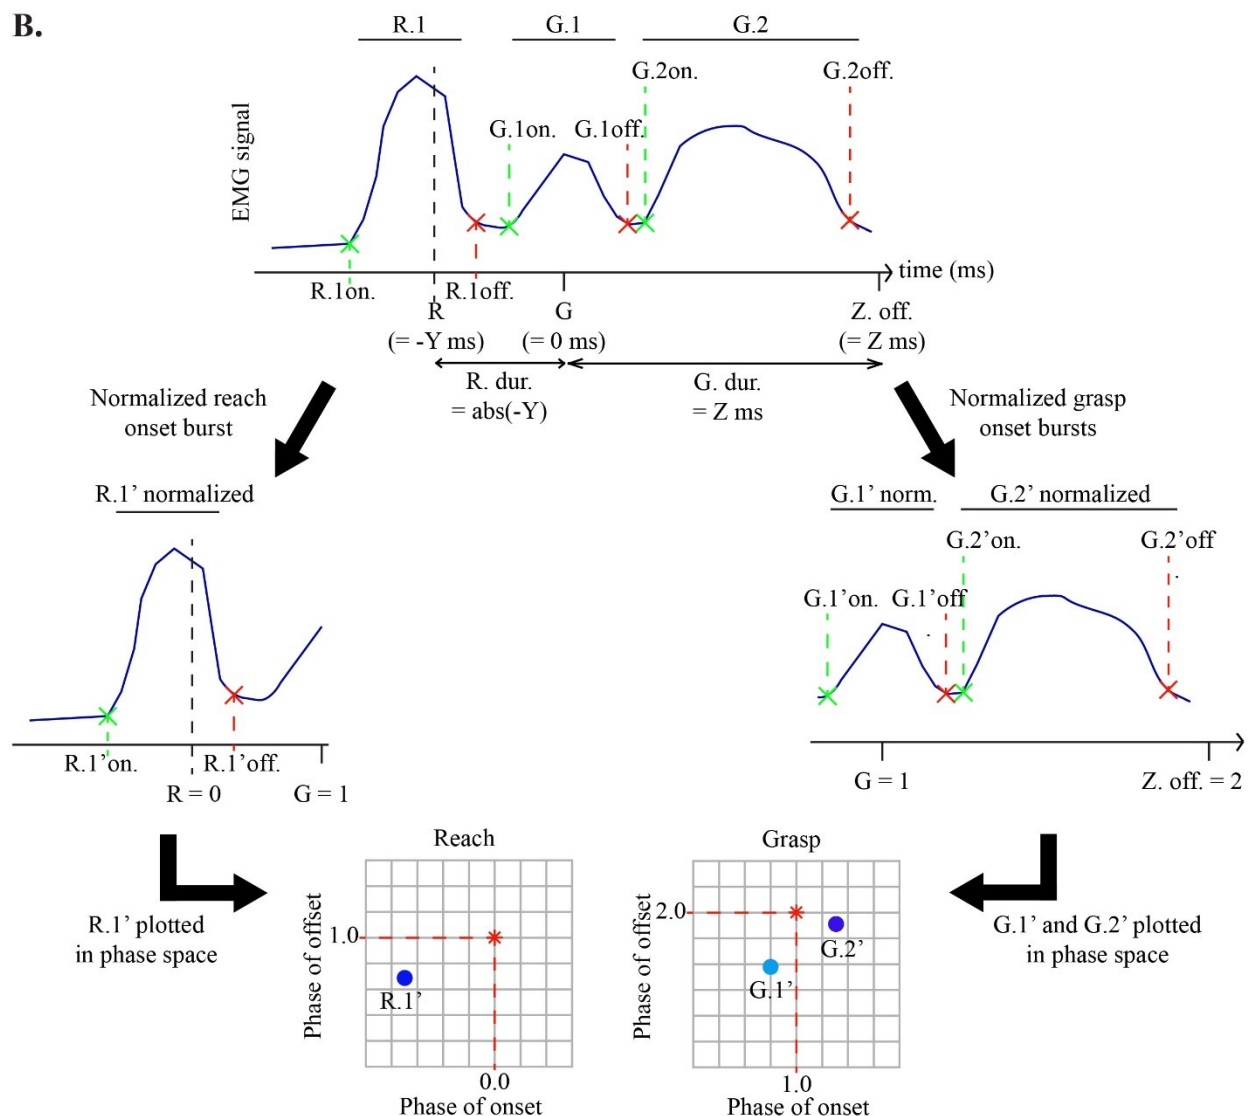 B.
R.1
G.1
G.2
G.2on.
G.2off.
G.1on.
G.1off.
EMG signal
time (ms)
R.1on.
R.1off.
R
(= -Y ms)
G
(= 0 ms)
Z. off.
(= Z ms)
R. dur.
= abs(-Y)
G. dur.
= Z ms
Normalized reach
onset burst
Normalized grasp
onset bursts
R.1’ normalized
G.1’ norm.
G.2’ normalized
G.2’on.
G.2’off
G.1’on.
G.1’off
R.1’on.
R.1’off.
R = 0
G = 1
G = 1
Z. off. = 2
Reach
Grasp
R.1’ plotted
in phase space
Phase of offset
1.0
R.1’
0.0
Phase of onset
Phase of offset
2.0
G.2’
G.1’
1.0
Phase of onset
G.1’ and G.2’ plotted
in phase space